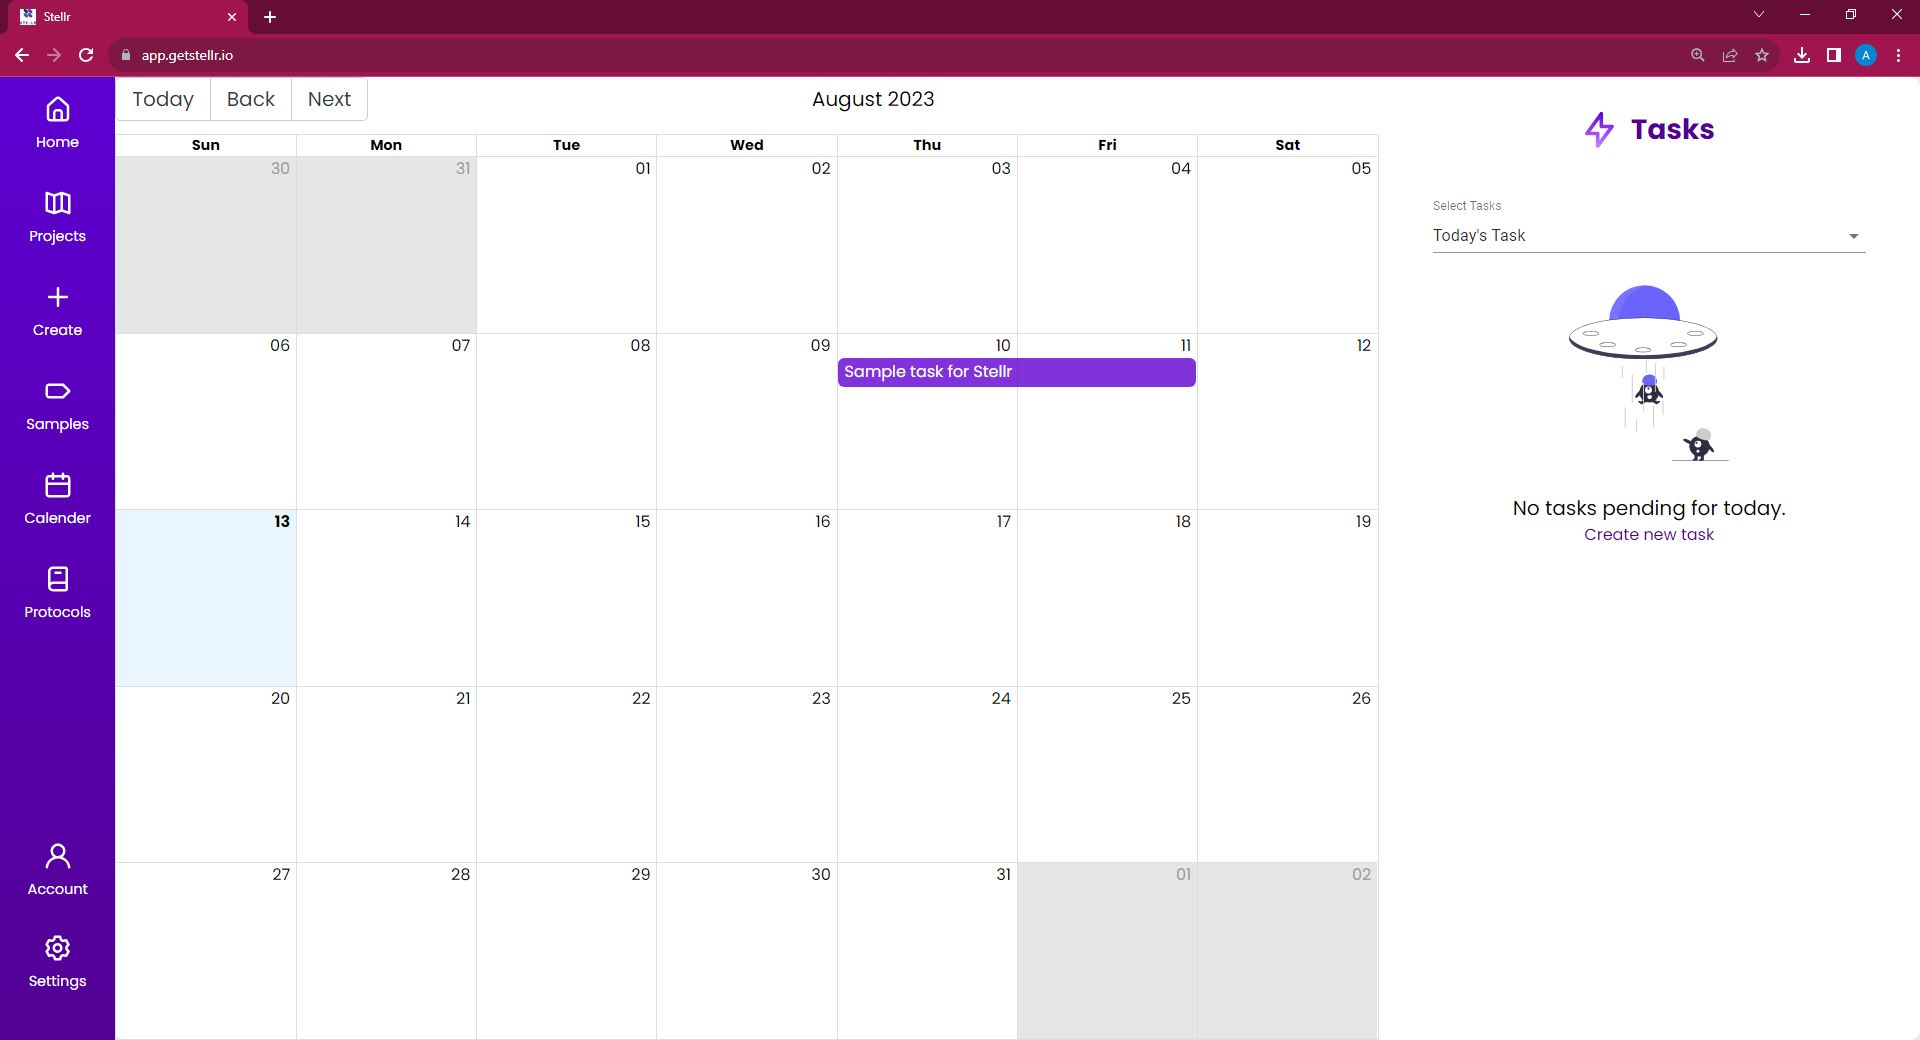 Stellr
app.getstellr.io
A
Home
Projects
Create
Samples
Calender
Protocols
Account
Settings
Today Back Next
August 2023
Sun Mon Tue Wed Thu Fri Sat
30 31 01 02 03 04 05
06 07 08 09 10 11 12
Sample task for Stellr
13 14 15 16 17 18 19
20 21 22 23 24 25 26
27 28 29 30 31 01 02
Tasks
Select Tasks
Today's Task
No tasks pending for today.
Create new task